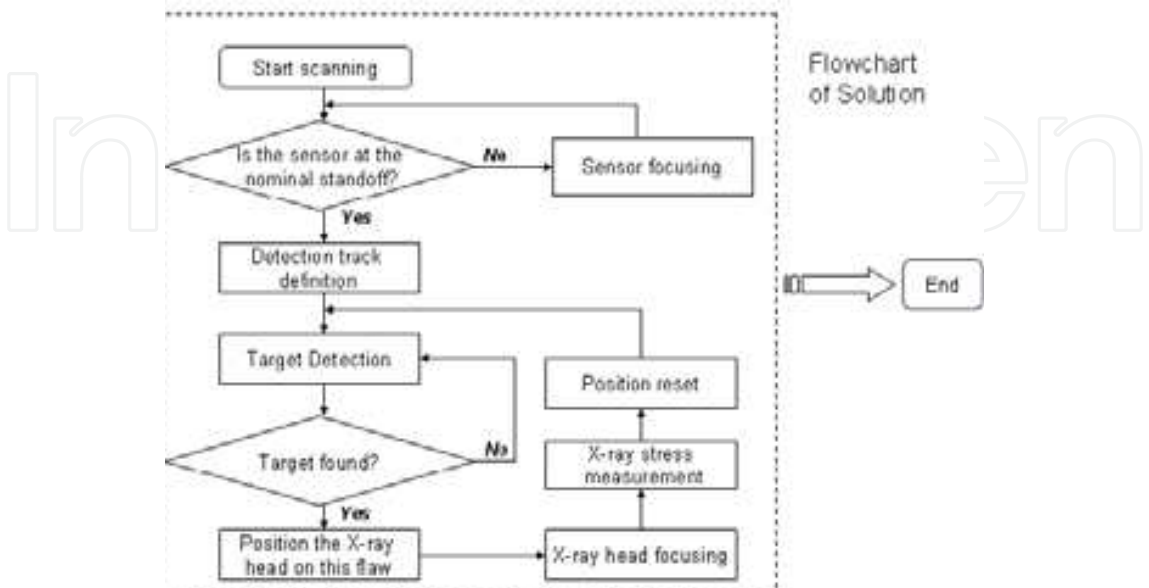 Start scanning
Flowchart
of Solution
Is the sensor at the
nominal standoff?
No
Sensor focusing
Yes
Detection track
definition
End
Target Detection
Position reset
Target found?
No
X-ray stress
measurement
Yes
Position the X-ray
head on this flaw
X-ray head focusing